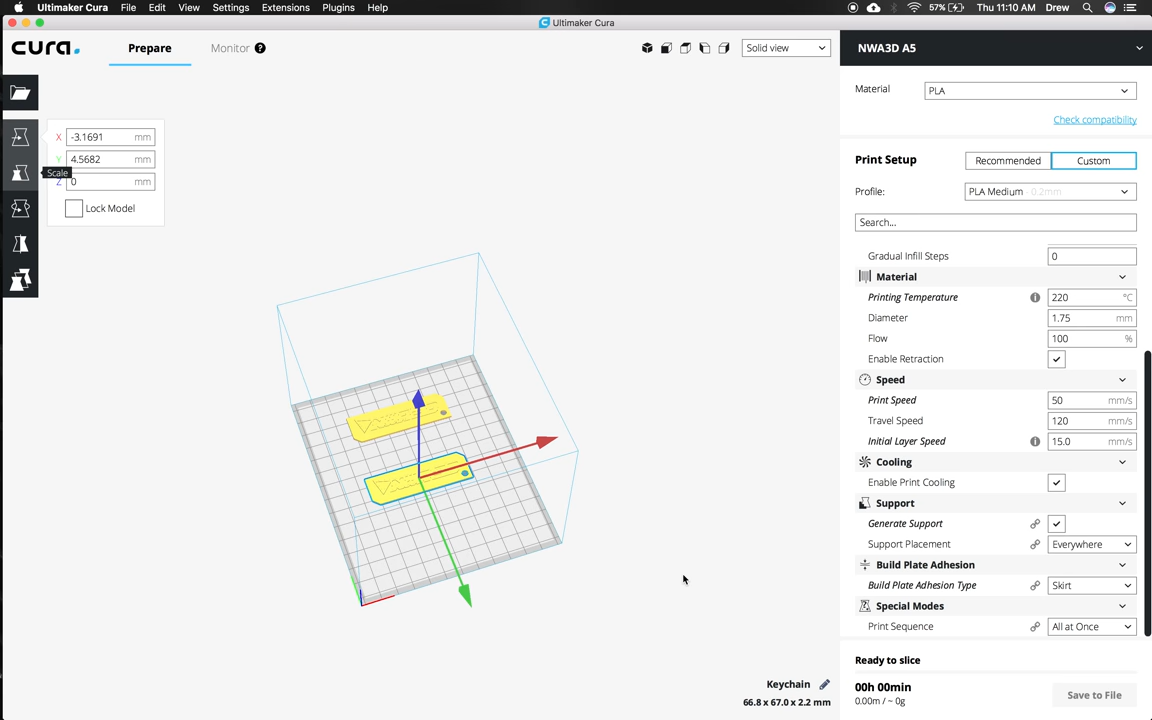 Ultimaker Cura File Edit View Settings Extensions Plugins Help 57% Thu 11:10 AM Drew
Ultimaker Cura
cura. Prepare Monitor ? Solid view NWA3D A5
Material PLA
Check compatibility
X -3.1691 mm
Y 4.5682 mm
Scale
Z 0 mm
Lock Model
Print Setup Recommended Custom
Profile: PLA Medium - 0.2mm
Search...
Gradual Infill Steps 0
Material
Printing Temperature 220 °C
Diameter 1.75 mm
Flow 100 %
Enable Retraction
Speed
Print Speed 50 mm/s
Travel Speed 120 mm/s
Initial Layer Speed 15.0 mm/s
Cooling
Enable Print Cooling
Support
Generate Support
Support Placement Everywhere
Build Plate Adhesion
Build Plate Adhesion Type Skirt
Special Modes
Print Sequence All at Once
Ready to slice
Keychain
00h 00min
66.8 x 67.0 x 2.2 mm
0.00m / ~ 0g
Save to File